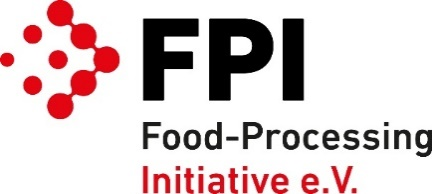 FPI
Food-Processing
Initiative e.V.